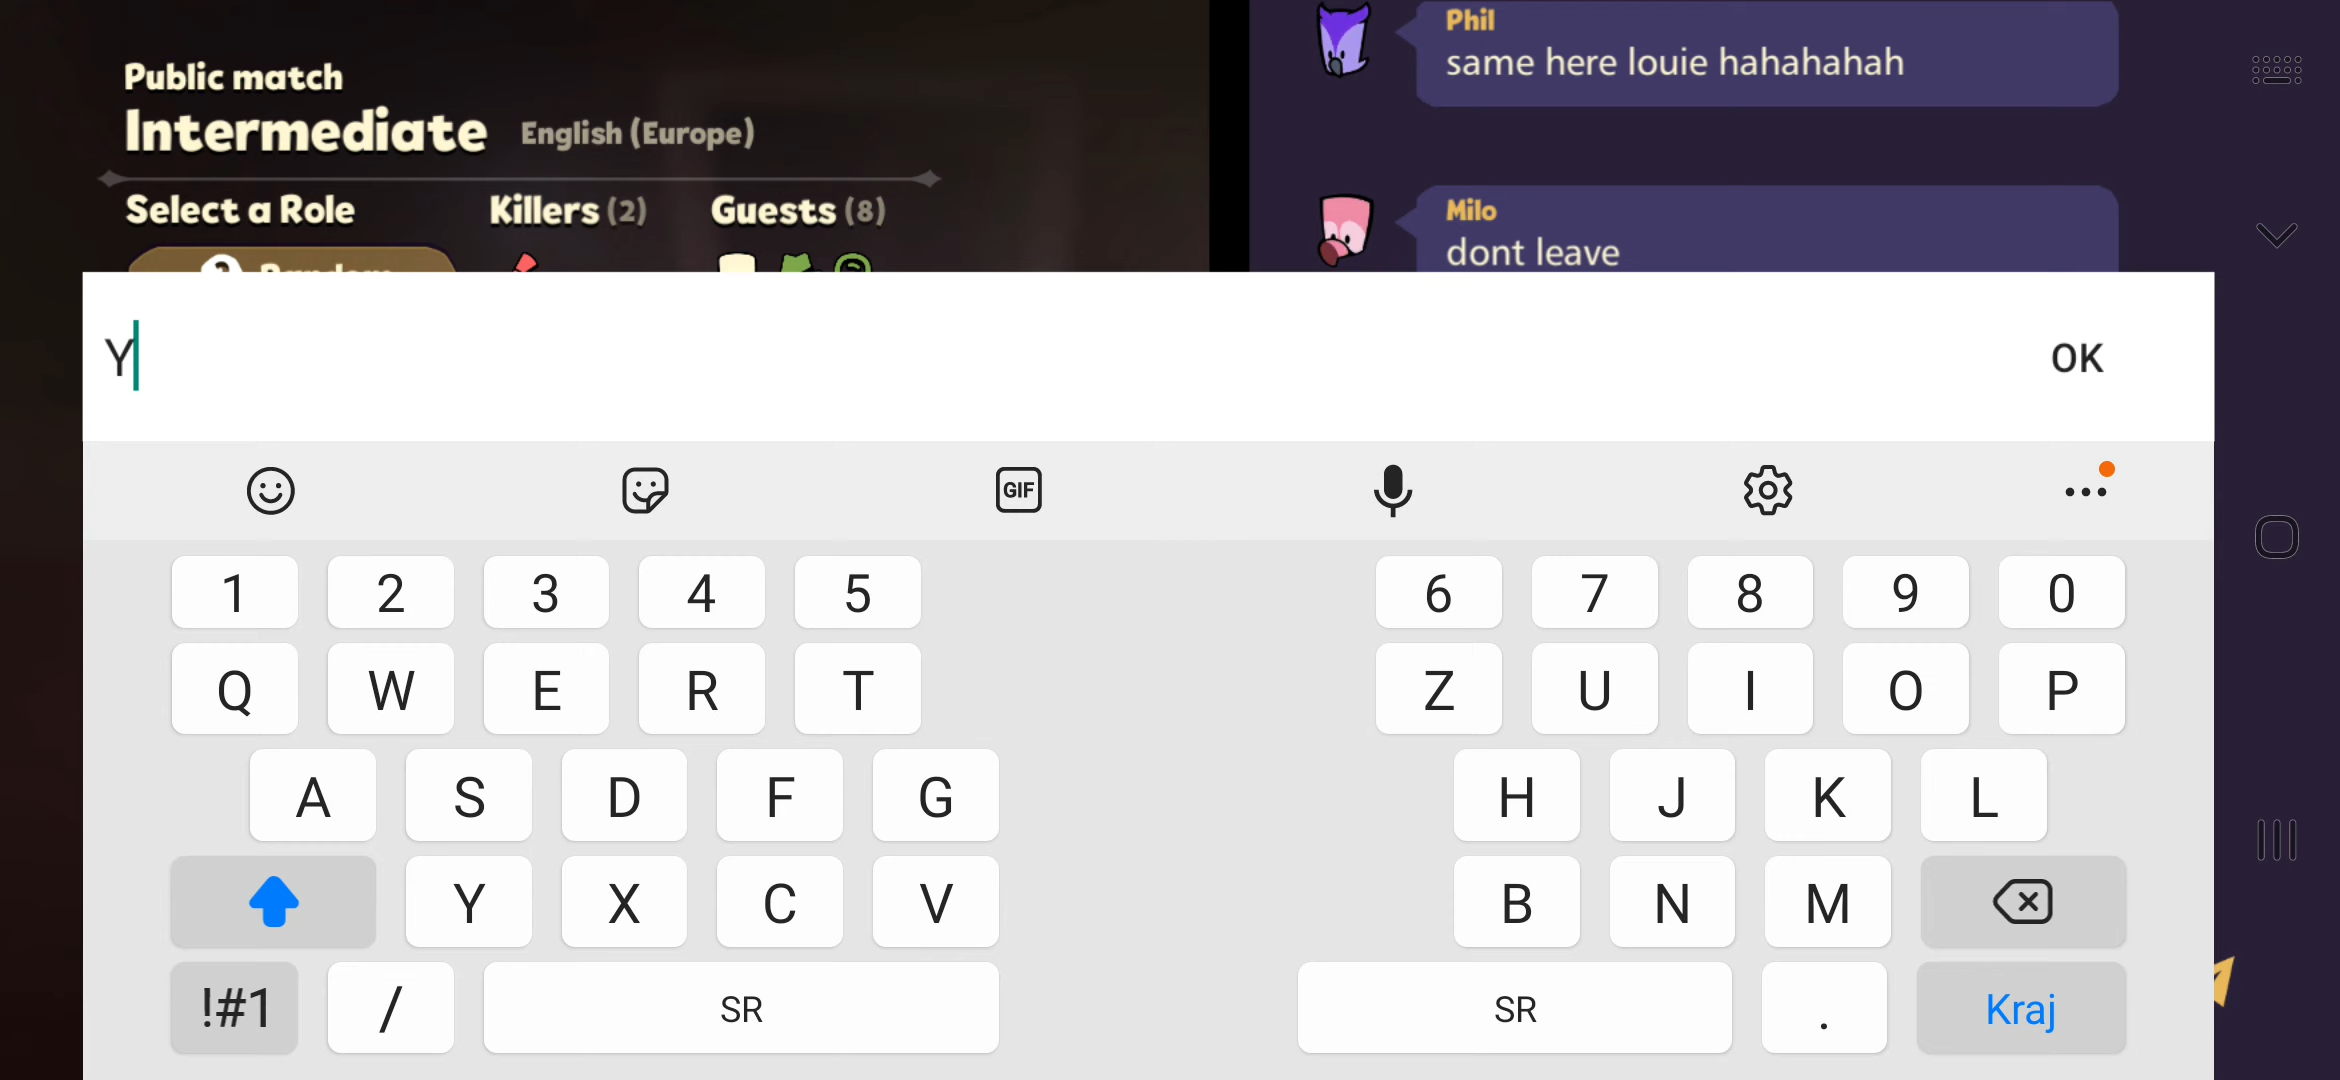 Public match
Intermediate English (Europe)
Select a Role Killers (2) Guests (8)
Random
Phil
same here louie hahahahah
Milo
dont leave
Y
OK
GIF
1 2 3 4 5 6 7 8 9 0
Q W E R T Z U I O P
A S D F G H J K L
Y X C V B N M
!#1 / SR SR . Kraj